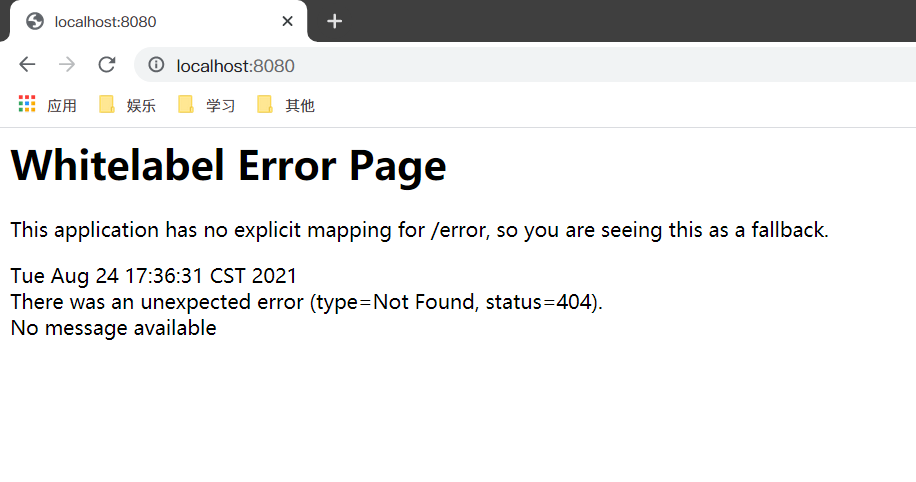 localhost:8080
localhost:8080
应用 娱乐 学习 其他
Whitelabel Error Page
This application has no explicit mapping for /error, so you are seeing this as a fallback.
Tue Aug 24 17:36:31 CST 2021
There was an unexpected error (type=Not Found, status=404).
No message available